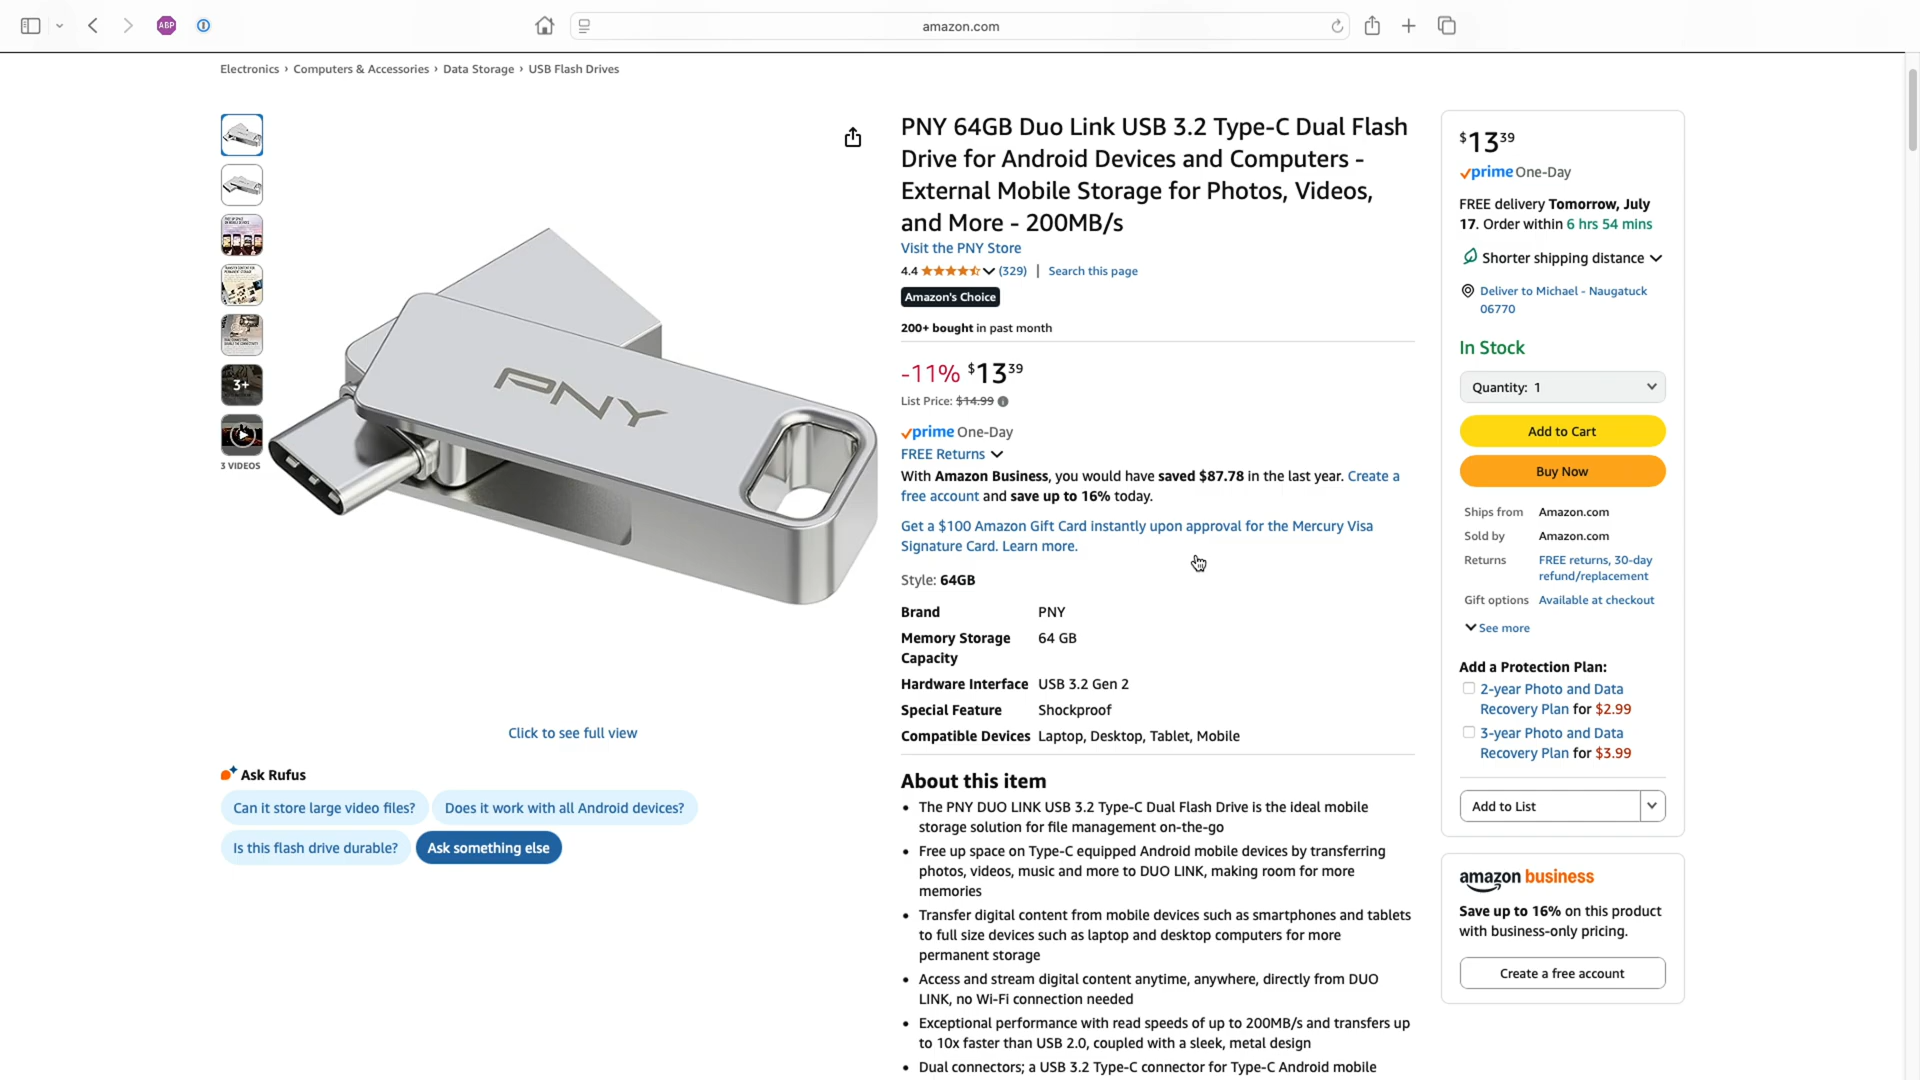 ABP
amazon.com
Electronics › Computers & Accessories › Data Storage › USB Flash Drives
3+
3 VIDEOS
PNY
Click to see full view
Ask Rufus
Can it store large video files?
Does it work with all Android devices?
Is this flash drive durable?
Ask something else
PNY 64GB Duo Link USB 3.2 Type-C Dual Flash
Drive for Android Devices and Computers -
External Mobile Storage for Photos, Videos,
and More - 200MB/s
Visit the PNY Store
4.4 (329) | Search this page
Amazon's Choice
200+ bought in past month
-11% $13 39
List Price: $14.99
prime One-Day
FREE Returns
With Amazon Business, you would have saved $87.78 in the last year. Create a
free account and save up to 16% today.
Get a $100 Amazon Gift Card instantly upon approval for the Mercury Visa
Signature Card. Learn more.
Style: 64GB
Brand PNY
Memory Storage 64 GB
Capacity
Hardware Interface USB 3.2 Gen 2
Special Feature Shockproof
Compatible Devices Laptop, Desktop, Tablet, Mobile
About this item
• The PNY DUO LINK USB 3.2 Type-C Dual Flash Drive is the ideal mobile
storage solution for file management on-the-go
• Free up space on Type-C equipped Android mobile devices by transferring
photos, videos, music and more to DUO LINK, making room for more
memories
• Transfer digital content from mobile devices such as smartphones and tablets
to full size devices such as laptop and desktop computers for more
permanent storage
• Access and stream digital content anytime, anywhere, directly from DUO
LINK, no Wi-Fi connection needed
• Exceptional performance with read speeds of up to 200MB/s and transfers up
to 10x faster than USB 2.0, coupled with a sleek, metal design
• Dual connectors; a USB 3.2 Type-C connector for Type-C Android mobile
$13 39
prime One-Day
FREE delivery Tomorrow, July
17. Order within 6 hrs 54 mins
Shorter shipping distance
Deliver to Michael - Naugatuck
06770
In Stock
Quantity: 1
Add to Cart
Buy Now
Ships from Amazon.com
Sold by Amazon.com
Returns FREE returns, 30-day
refund/replacement
Gift options Available at checkout
See more
Add a Protection Plan:
2-year Photo and Data
Recovery Plan for $2.99
3-year Photo and Data
Recovery Plan for $3.99
Add to List
amazon business
Save up to 16% on this product
with business-only pricing.
Create a free account